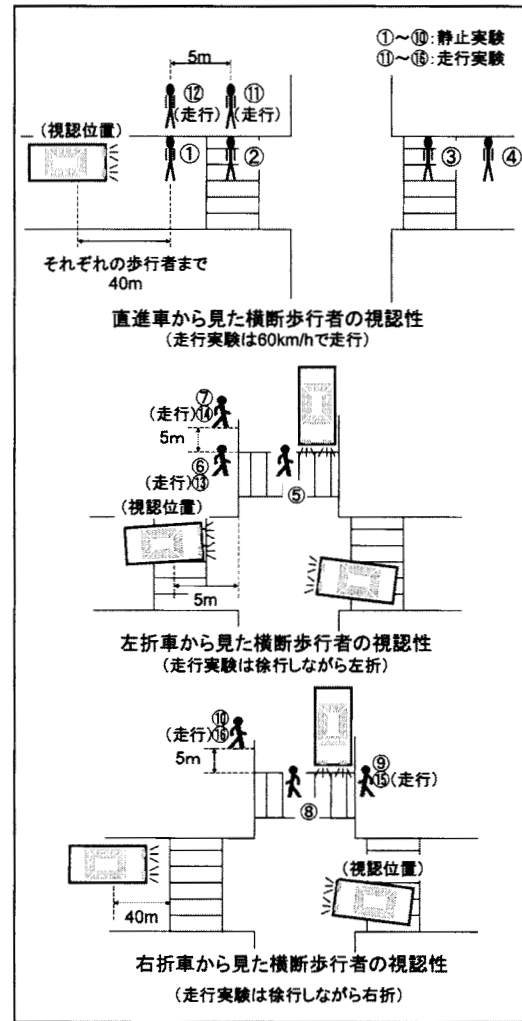 ①～⑩:静止実験
⑪～⑯:走行実験
5m
⑫ ⑪
(走行) (走行)
(視認位置)
① ② ③ ④
それぞれの歩行者まで
40m
直進車から見た横断歩行者の視認性
(走行実験は60km/hで走行)
⑦
(走行)⑭
5m
⑥
(走行)⑬
⑤
(視認位置)
5m
左折車から見た横断歩行者の視認性
(走行実験は徐行しながら左折)
⑩
(走行)⑯
5m
⑨
⑮(走行)
⑧
(視認位置)
40m
右折車から見た横断歩行者の視認性
(走行実験は徐行しながら右折)